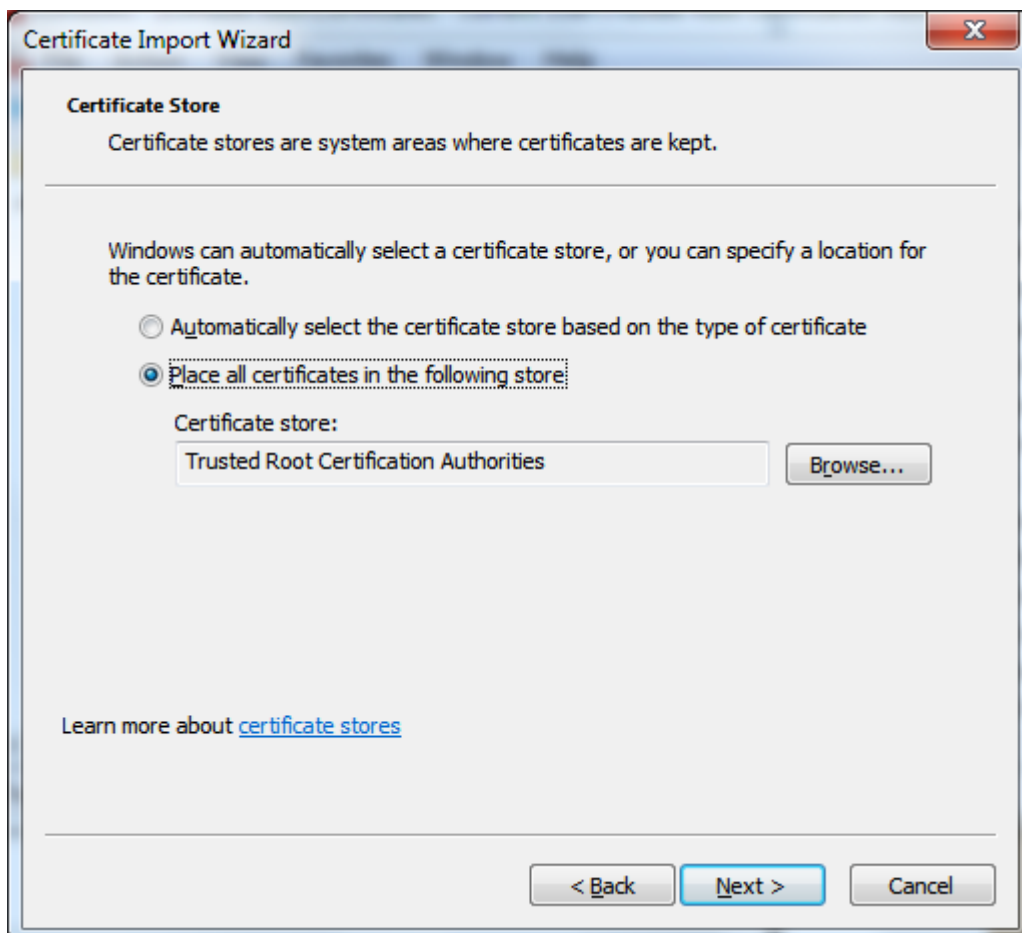 Certificate Import Wizard
Certificate Store
Certificate stores are system areas where certificates are kept.
Windows can automatically select a certificate store, or you can specify a location for
the certificate.
Automatically select the certificate store based on the type of certificate
Place all certificates in the following store
Certificate store:
Trusted Root Certification Authorities
Browse...
Learn more about certificate stores
< Back
Next >
Cancel